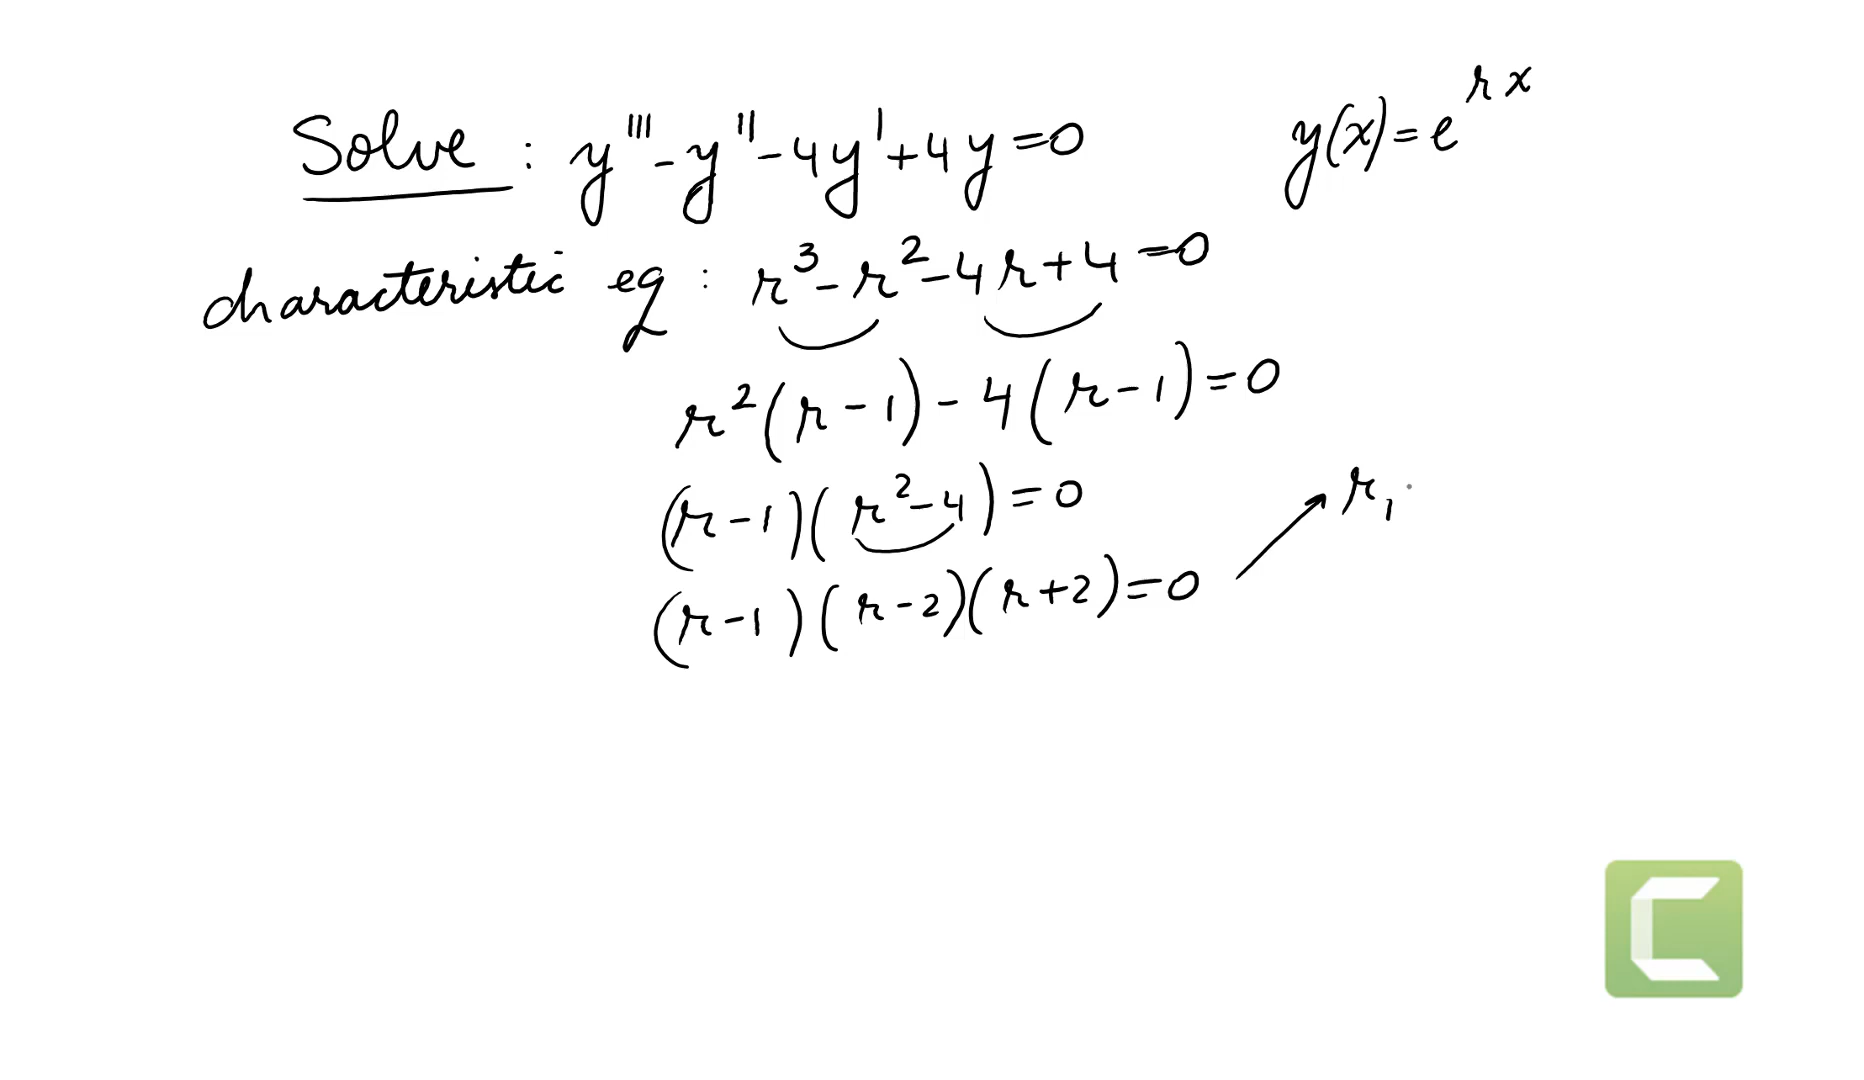 Solve : y''' - y'' - 4y' + 4y = 0 y(x) = e^{rx}
characteristic eq : r³ - r² - 4r + 4 = 0
r²(r - 1) - 4(r - 1) = 0
(r - 1)(r² - 4) = 0
(r - 1)(r - 2)(r + 2) = 0 → r₁